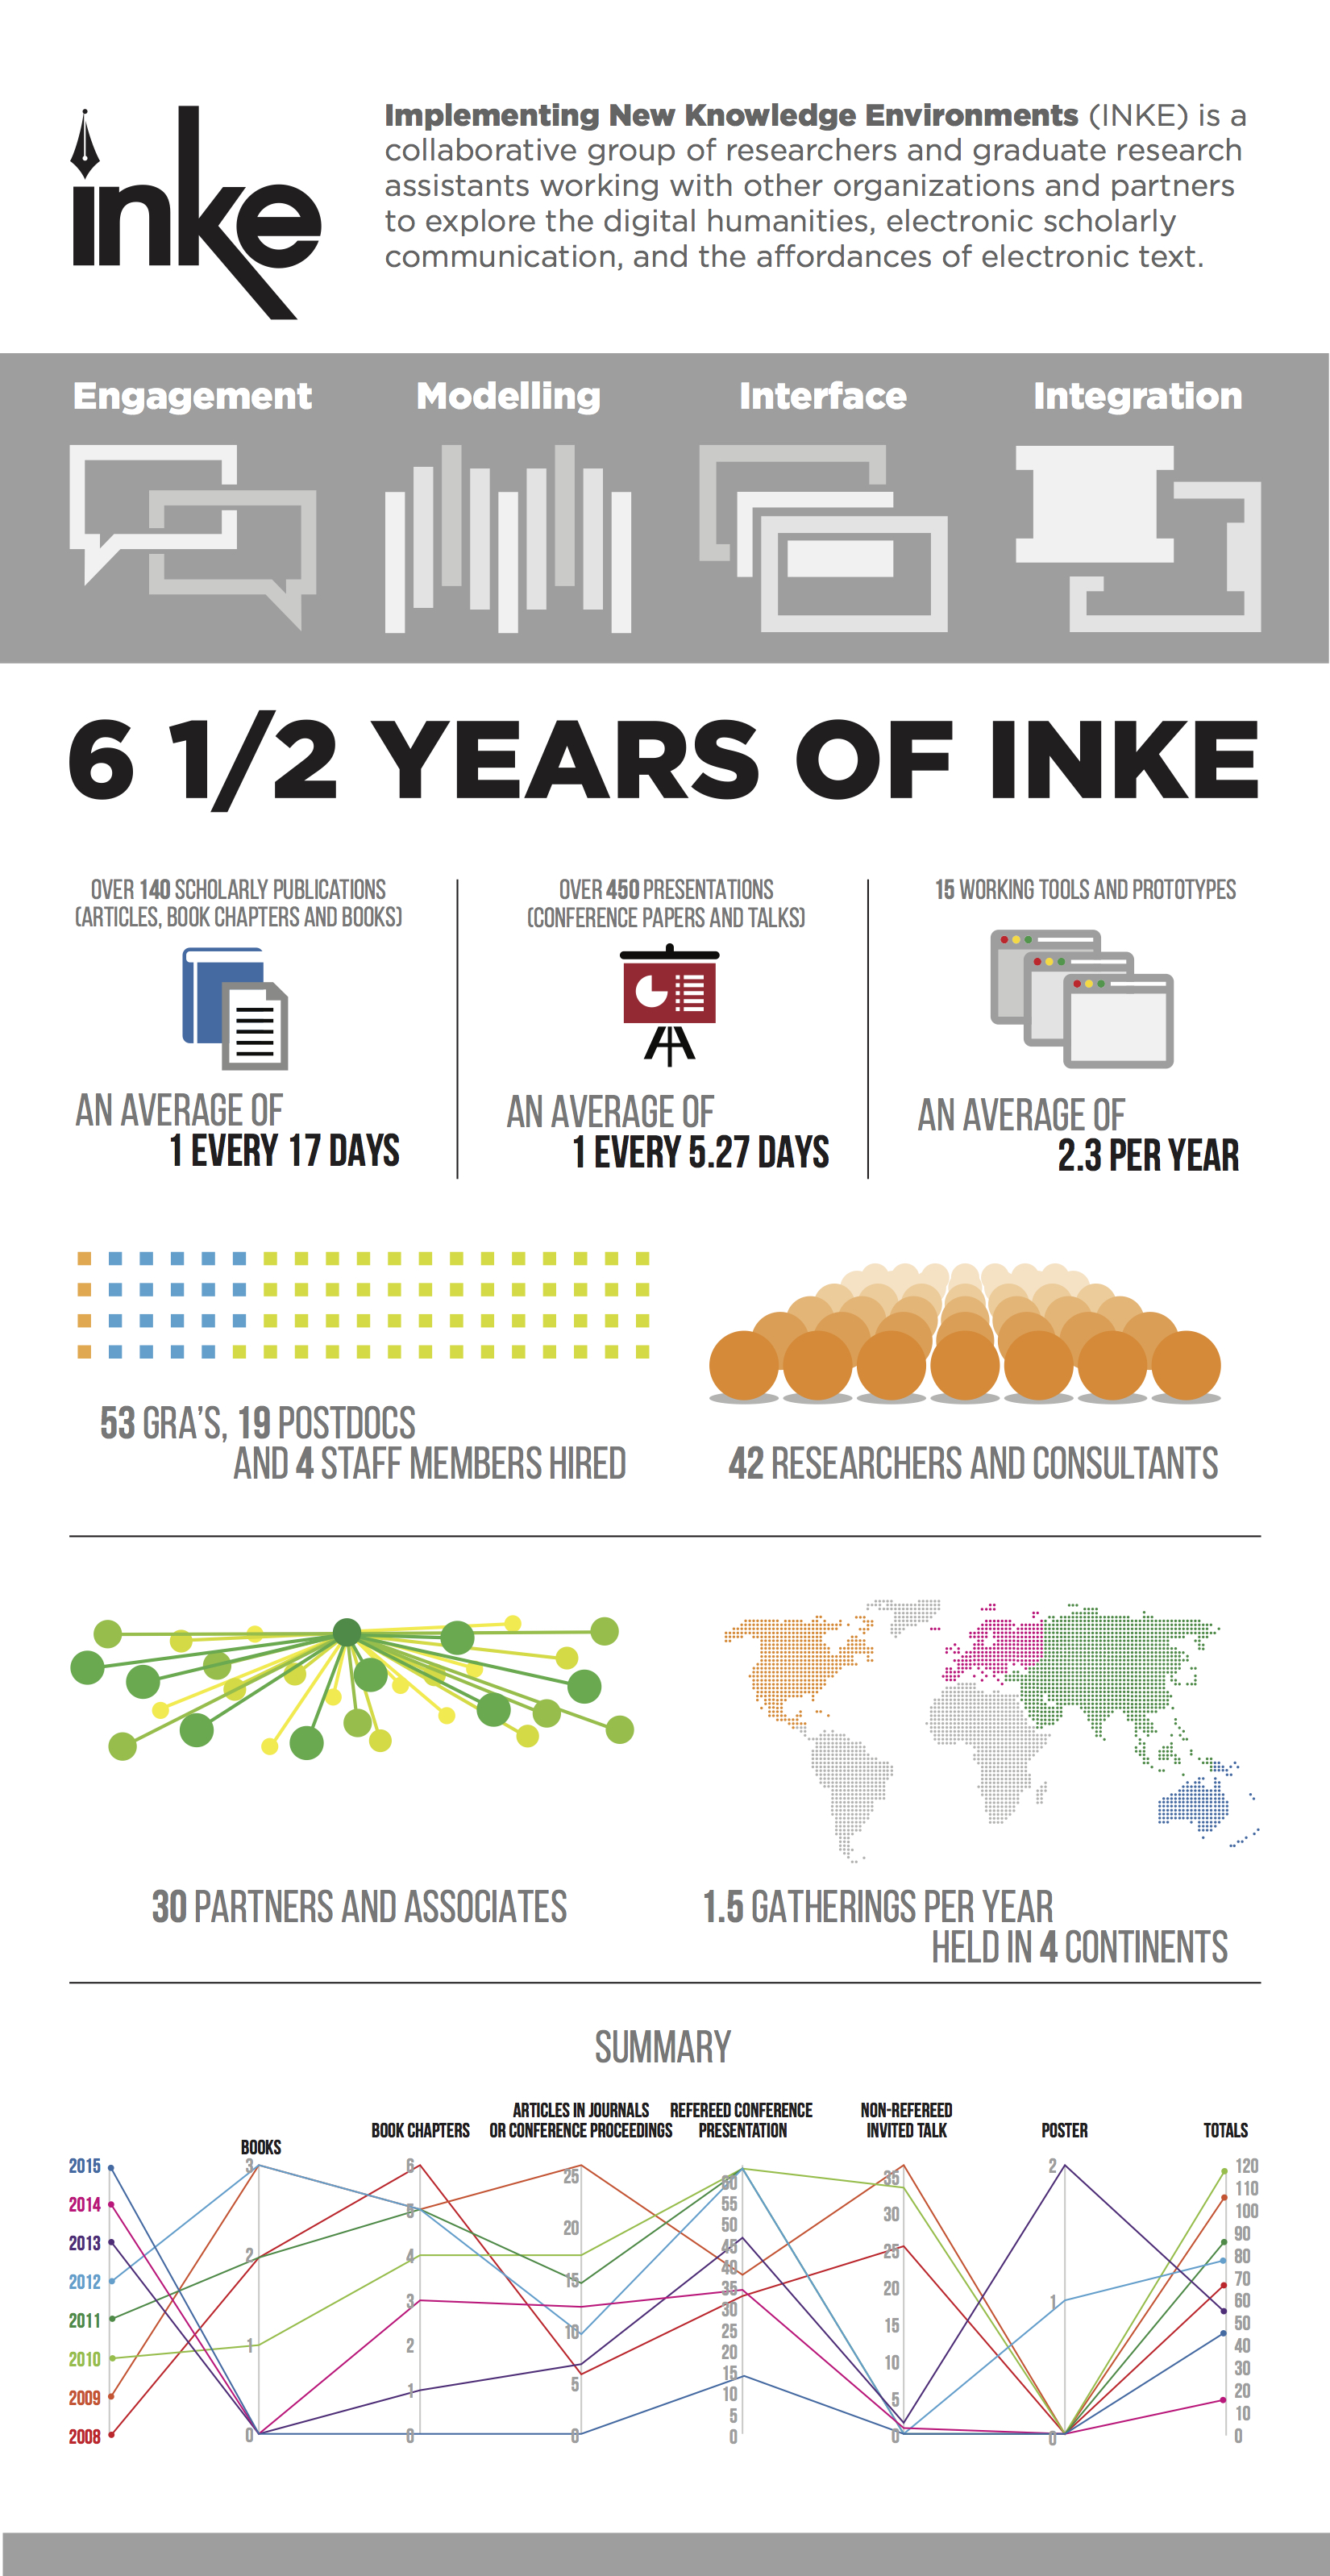 inke
Implementing New Knowledge Environments (INKE) is a
collaborative group of researchers and graduate research
assistants working with other organizations and partners
to explore the digital humanities, electronic scholarly
communication, and the affordances of electronic text.
Engagement
Modelling
Interface
Integration
6 1/2 YEARS OF INKE
OVER 140 SCHOLARLY PUBLICATIONS
(ARTICLES, BOOK CHAPTERS AND BOOKS)
AN AVERAGE OF
1 EVERY 17 DAYS
OVER 450 PRESENTATIONS
(CONFERENCE PAPERS AND TALKS)
AN AVERAGE OF
1 EVERY 5.27 DAYS
15 WORKING TOOLS AND PROTOTYPES
AN AVERAGE OF
2.3 PER YEAR
53 GRA'S, 19 POSTDOCS
AND 4 STAFF MEMBERS HIRED
42 RESEARCHERS AND CONSULTANTS
30 PARTNERS AND ASSOCIATES
1.5 GATHERINGS PER YEAR
HELD IN 4 CONTINENTS
SUMMARY
2015
2014
2013
2012
2011
2010
2009
2008
BOOKS
3
2
1
0
BOOK CHAPTERS
6
5
4
3
2
1
0
ARTICLES IN JOURNALS
OR CONFERENCE PROCEEDINGS
25
20
15
10
5
0
REFEREED CONFERENCE
PRESENTATION
60
55
50
45
40
35
30
25
20
15
10
5
0
NON-REFEREED
INVITED TALK
35
30
25
20
15
10
5
0
POSTER
2
1
0
TOTALS
120
110
100
90
80
70
60
50
40
30
20
10
0